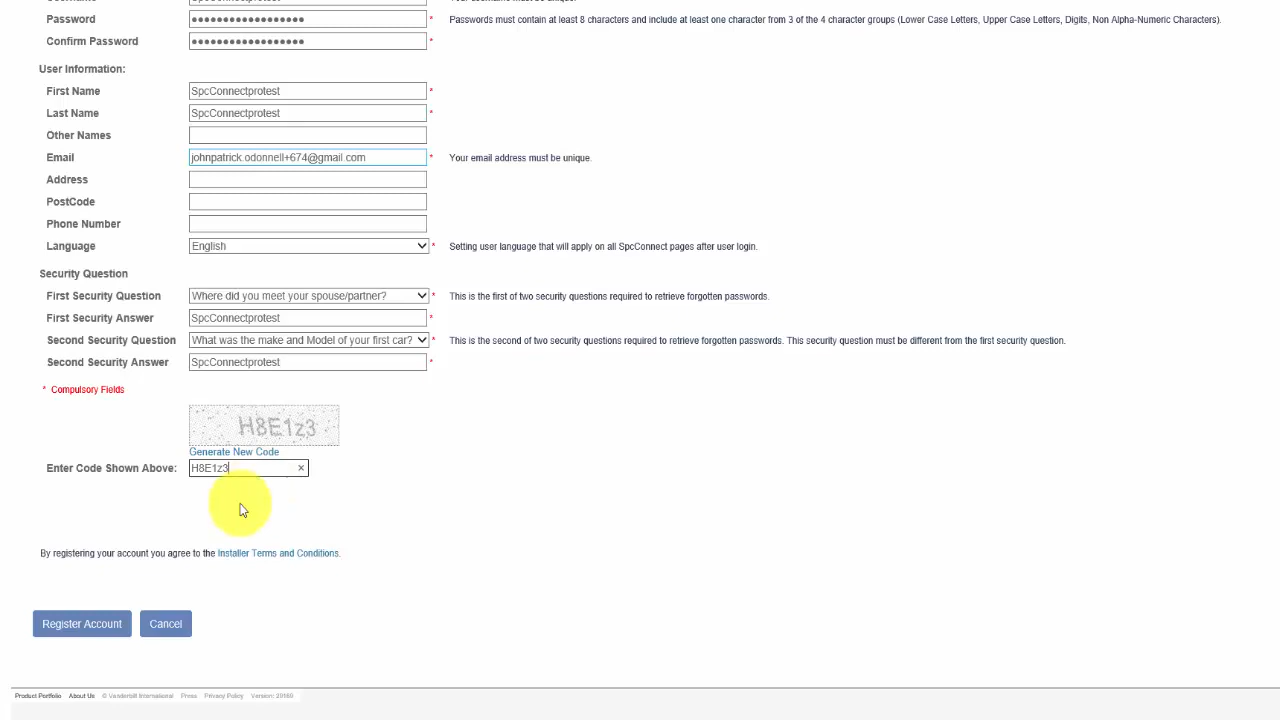 Password ●●●●●●●●●●●●●●●●●● * Passwords must contain at least 8 characters and include at least one character from 3 of the 4 character groups (Lower Case Letters, Upper Case Letters, Digits, Non Alpha-Numeric Characters).
Confirm Password ●●●●●●●●●●●●●●●●●● *
User Information:
First Name SpcConnectprotest *
Last Name SpcConnectprotest *
Other Names
Email johnpatrick.odonnell+674@gmail.com * Your email address must be unique.
Address
PostCode
Phone Number
Language English * Setting user language that will apply on all SpcConnect pages after user login.
Security Question
First Security Question Where did you meet your spouse/partner? * This is the first of two security questions required to retrieve forgotten passwords.
First Security Answer SpcConnectprotest *
Second Security Question What was the make and Model of your first car? * This is the second of two security questions required to retrieve forgotten passwords. This security question must be different from the first security question.
Second Security Answer SpcConnectprotest *
* Compulsory Fields
H8E1z3
Generate New Code
Enter Code Shown Above: H8E1z3 ×
By registering your account you agree to the Installer Terms and Conditions.
Register Account Cancel
Product Portfolio About Us © Vanderbilt International Press Privacy Policy Version: 20169